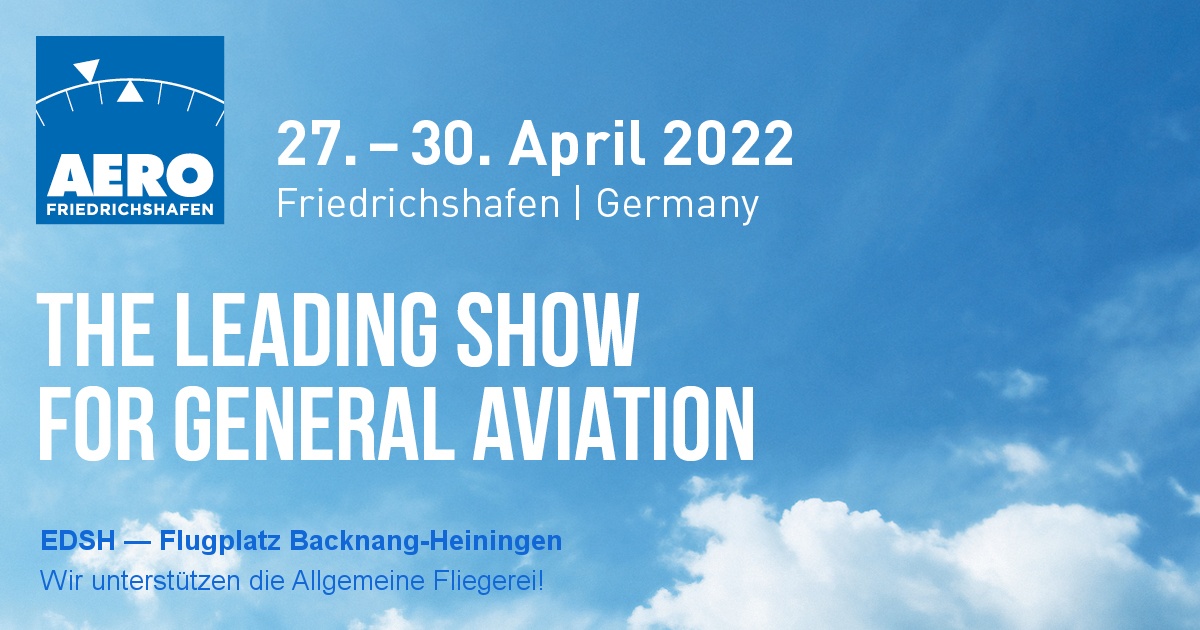 AERO
FRIEDRICHSHAFEN
27. – 30. April 2022
Friedrichshafen | Germany
THE LEADING SHOW
FOR GENERAL AVIATION
EDSH — Flugplatz Backnang-Heiningen
Wir unterstützen die Allgemeine Fliegerei!